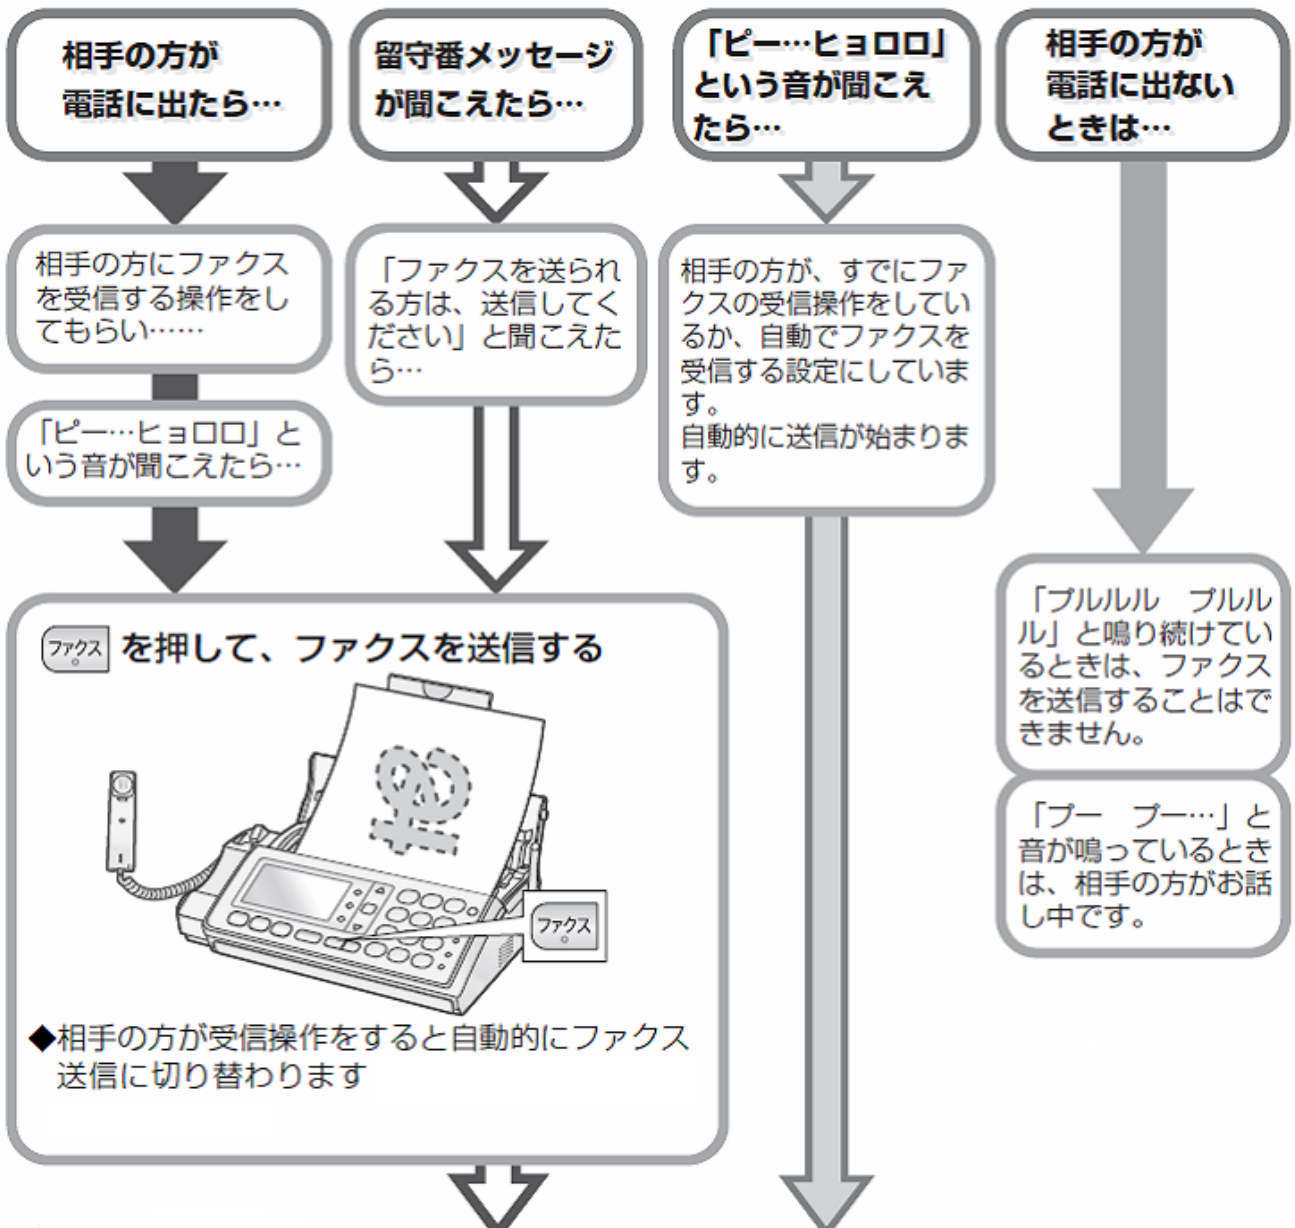 相手の方が
電話に出たら…
留守番メッセージ
が聞こえたら…
「ピー…ヒョロロ」
という音が聞こえ
たら…
相手の方が
電話に出ない
ときは…
相手の方にファクス
を受信する操作をし
てもらい……
「ピー…ヒョロロ」と
いう音が聞こえたら…
「ファクスを送られ
る方は、送信してく
ださい」と聞こえた
ら…
相手の方が、すでにファ
クスの受信操作をしてい
るか、自動でファクスを
受信する設定にしていま
す。
自動的に送信が始まりま
す。
「プルルル　プルル
ル」と鳴り続けてい
るときは、ファクス
を送信することはで
きません。
「プー　プー…」と
音が鳴っているとき
は、相手の方がお話
し中です。
ファクス を押して、ファクスを送信する
ファクス
◆相手の方が受信操作をすると自動的にファクス
送信に切り替わります